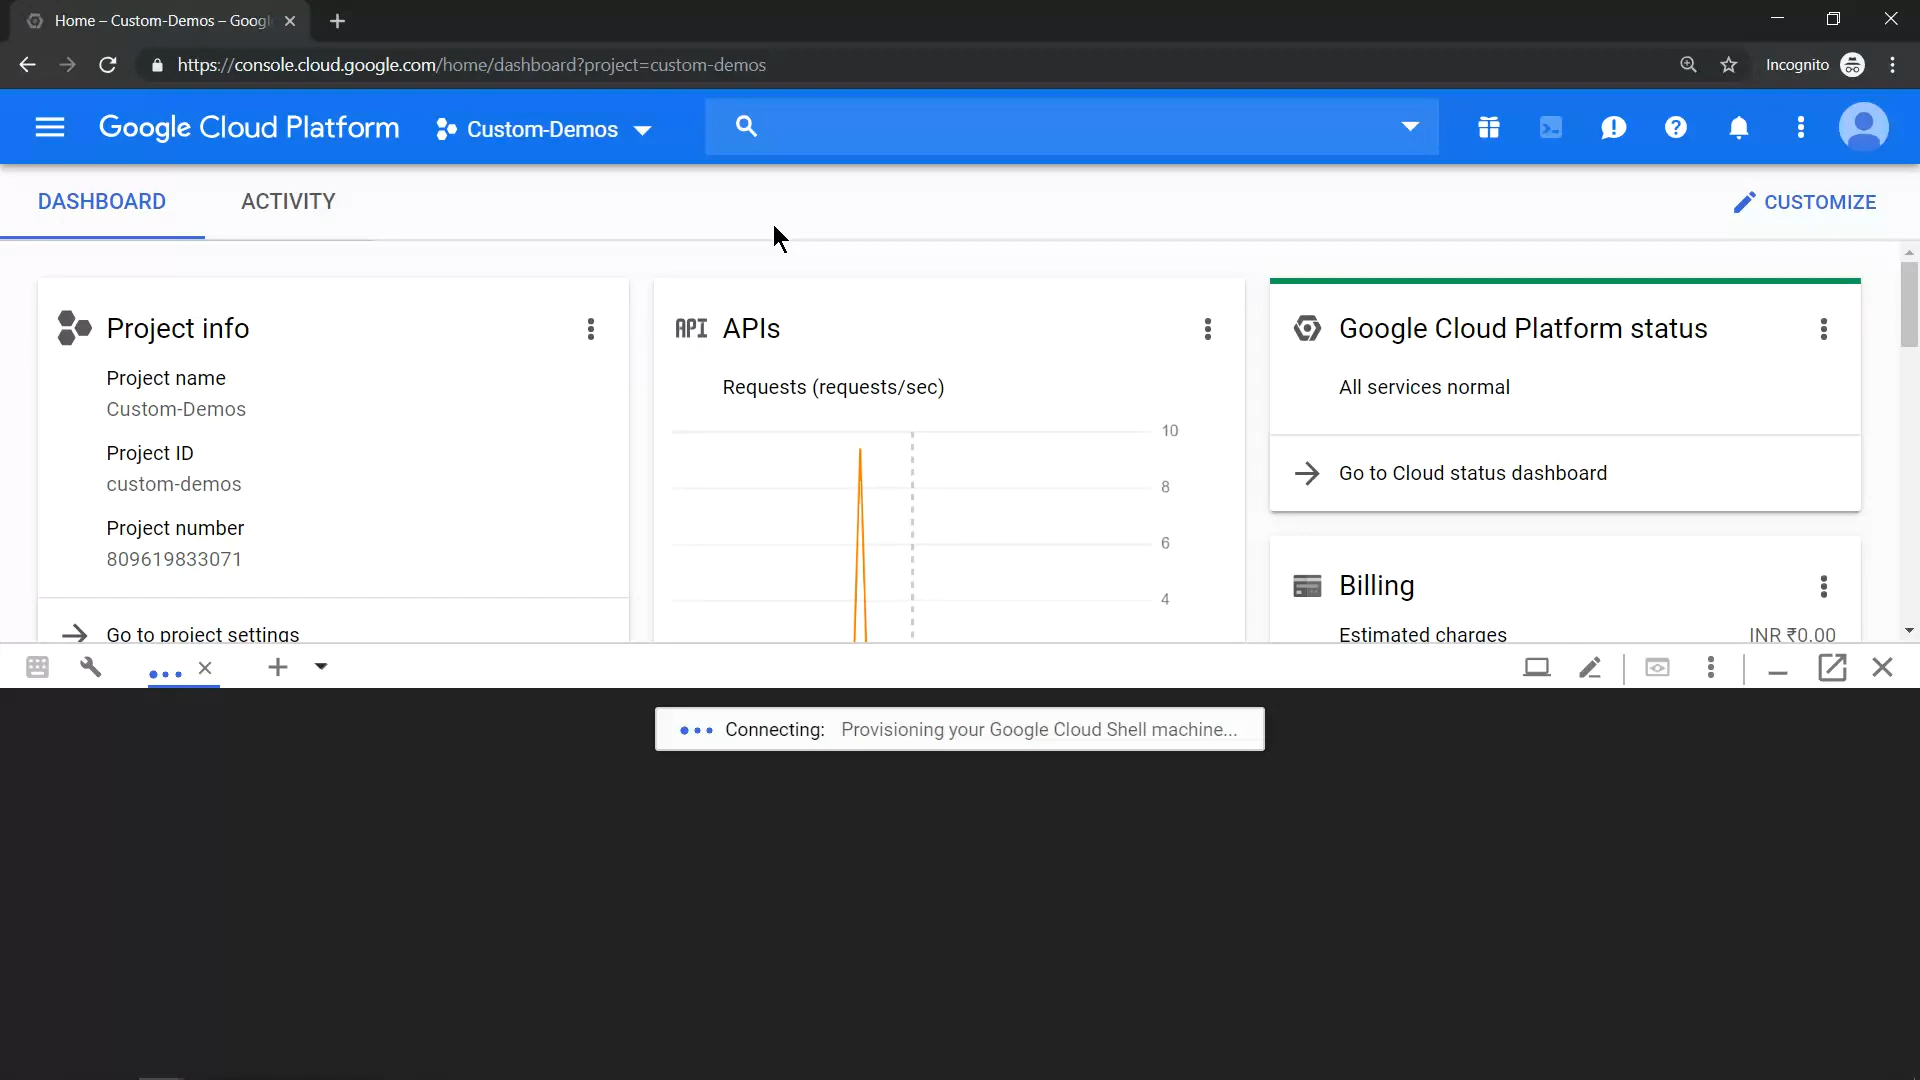 Home – Custom-Demos – Googl
https://console.cloud.google.com/home/dashboard?project=custom-demos
Incognito
Google Cloud Platform
Custom-Demos
DASHBOARD
ACTIVITY
CUSTOMIZE
Project info
Project name
Custom-Demos
Project ID
custom-demos
Project number
809619833071
Go to project settings
API APIs
Requests (requests/sec)
10
8
6
4
Google Cloud Platform status
All services normal
Go to Cloud status dashboard
Billing
Estimated charges INR ₹0.00
Connecting: Provisioning your Google Cloud Shell machine...